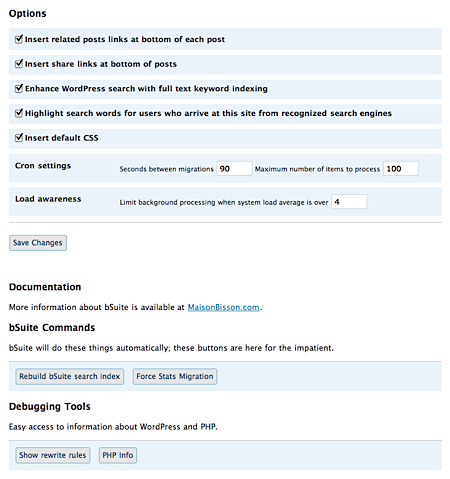 Options
Insert related posts links at bottom of each post
Insert share links at bottom of posts
Enhance WordPress search with full text keyword indexing
Highlight search words for users who arrive at this site from recognized search engines
Insert default CSS
Cron settings Seconds between migrations 90 Maximum number of items to process 100
Load awareness Limit background processing when system load average is over 4
Save Changes
Documentation
More information about bSuite is available at MaisonBisson.com.
bSuite Commands
bSuite will do these things automatically; these buttons are here for the impatient.
Rebuild bSuite search index Force Stats Migration
Debugging Tools
Easy access to information about WordPress and PHP.
Show rewrite rules PHP Info